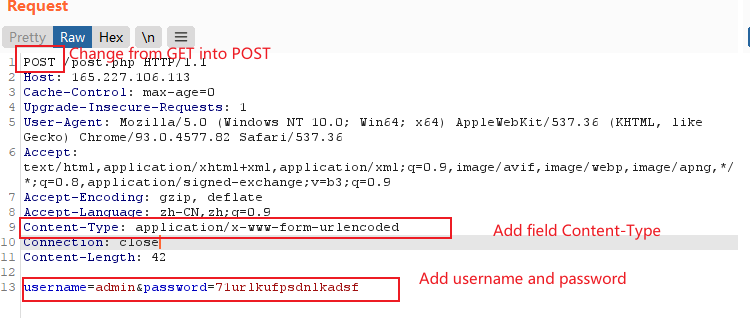 Request
Pretty Raw Hex \n
Change from GET into POST
1 POST /post.php HTTP/1.1
2 Host: 165.227.106.113
3 Cache-Control: max-age=0
4 Upgrade-Insecure-Requests: 1
5 User-Agent: Mozilla/5.0 (Windows NT 10.0; Win64; x64) AppleWebKit/537.36 (KHTML, like
Gecko) Chrome/93.0.4577.82 Safari/537.36
6 Accept:
text/html,application/xhtml+xml,application/xml;q=0.9,image/avif,image/webp,image/apng,*/
*;q=0.8,application/signed-exchange;v=b3;q=0.9
7 Accept-Encoding: gzip, deflate
8 Accept-Language: zh-CN,zh;q=0.9
9 Content-Type: application/x-www-form-urlencoded
Add field Content-Type
10 Connection: close
11 Content-Length: 42
12
Add username and password
13 username=admin&password=71urlkufpsdnlkadsf